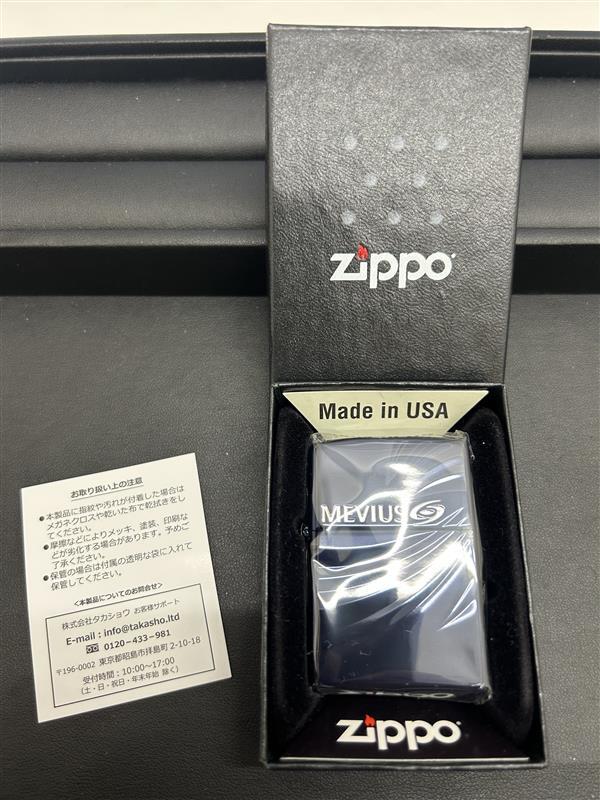 zippo
Made in USA
MEVIUS
zippo
お取り扱い上の注意
●本製品に指紋や汚れが付着した場合は
メガネクロスや乾いた布で乾拭きをし
てください。
●摩擦などによりメッキ、塗装、印刷な
どが劣化する場合があります。予めご
了承ください。
●保管の場合は付属の透明な袋に入れて
保管してください。
<本製品についてのお問合せ>
株式会社タカショウ お客様サポート
E-mail：info@takasho.ltd
0120-433-981
〒196-0002 東京都昭島市拝島町2-10-18
受付時間：10:00～17:00
（土・日・祝日・年末年始 除く）